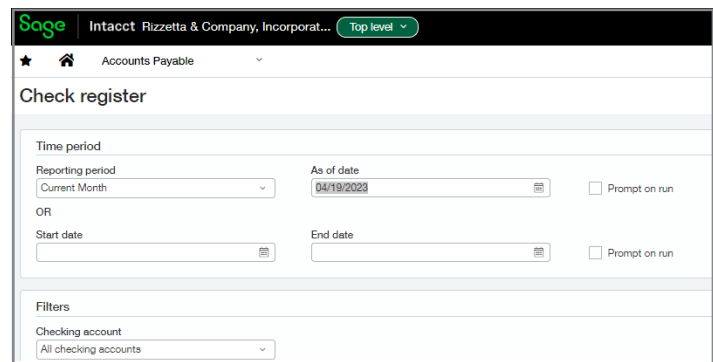 Sage Intacct Rizzetta & Company, Incorporat... Top level
Accounts Payable
Check register
Time period
Reporting period As of date
Current Month 04/19/2023 Prompt on run
OR
Start date End date
Prompt on run
Filters
Checking account
All checking accounts